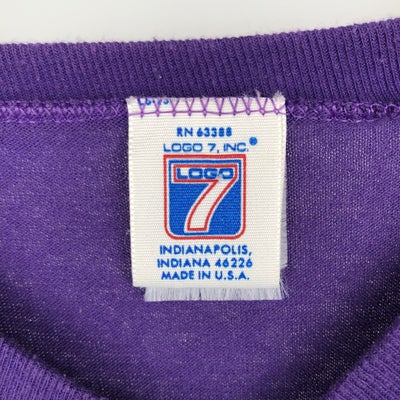 RN 63388
LOGO 7, INC.®
LOGO
7
INDIANAPOLIS,
INDIANA 46226
MADE IN U.S.A.